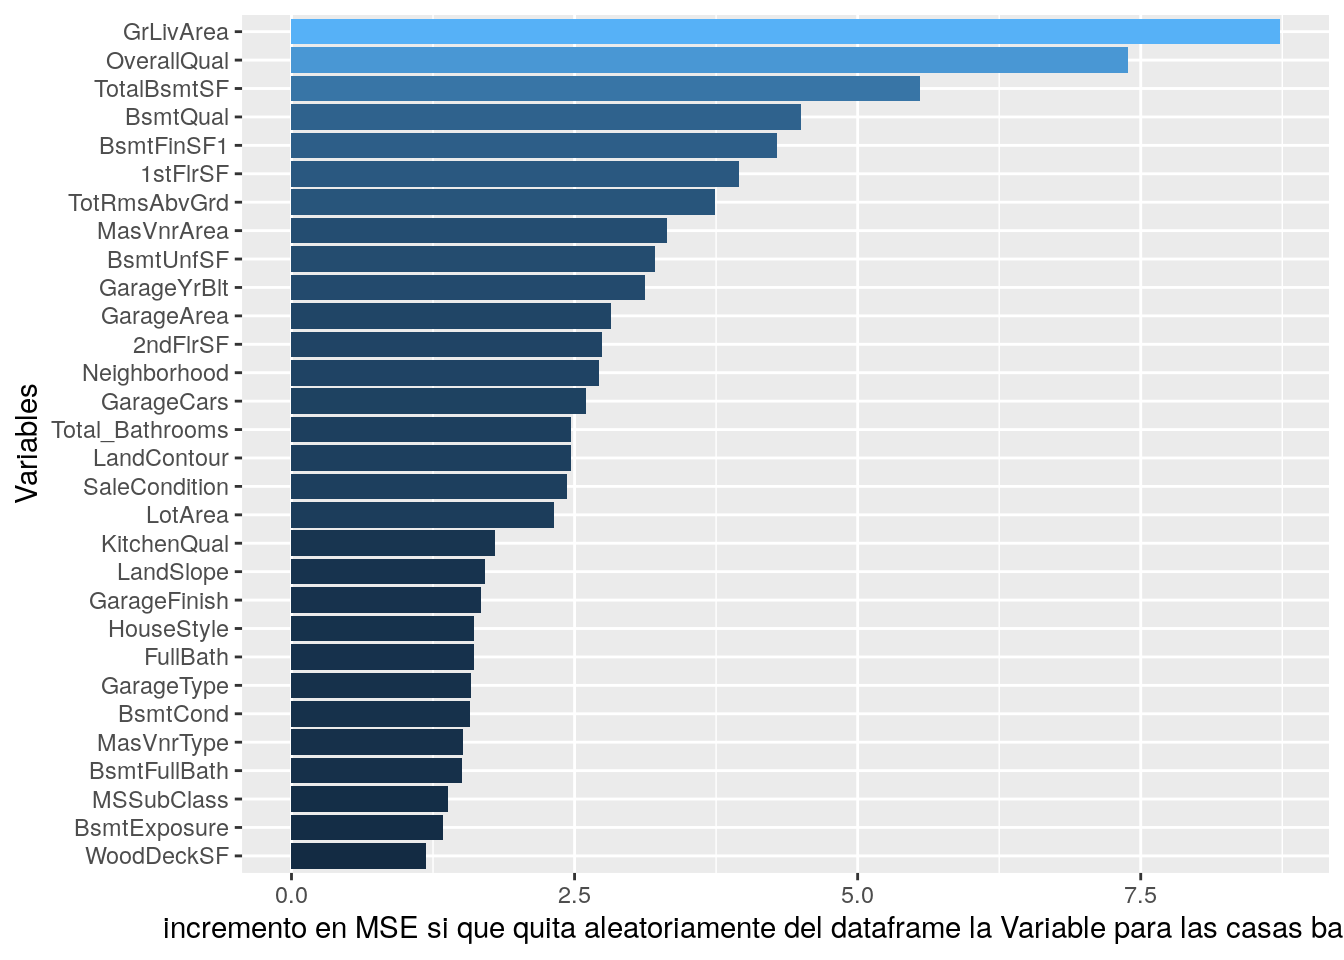 GrLivArea
OverallQual
TotalBsmtSF
BsmtQual
BsmtFinSF1
1stFlrSF
TotRmsAbvGrd
MasVnrArea
BsmtUnfSF
GarageYrBlt
GarageArea
2ndFlrSF
Neighborhood
GarageCars
Total_Bathrooms
LandContour
SaleCondition
LotArea
KitchenQual
LandSlope
GarageFinish
HouseStyle
FullBath
GarageType
BsmtCond
MasVnrType
BsmtFullBath
MSSubClass
BsmtExposure
WoodDeckSF
Variables
0.0 2.5 5.0 7.5
incremento en MSE si que quita aleatoriamente del dataframe la Variable para las casas ba